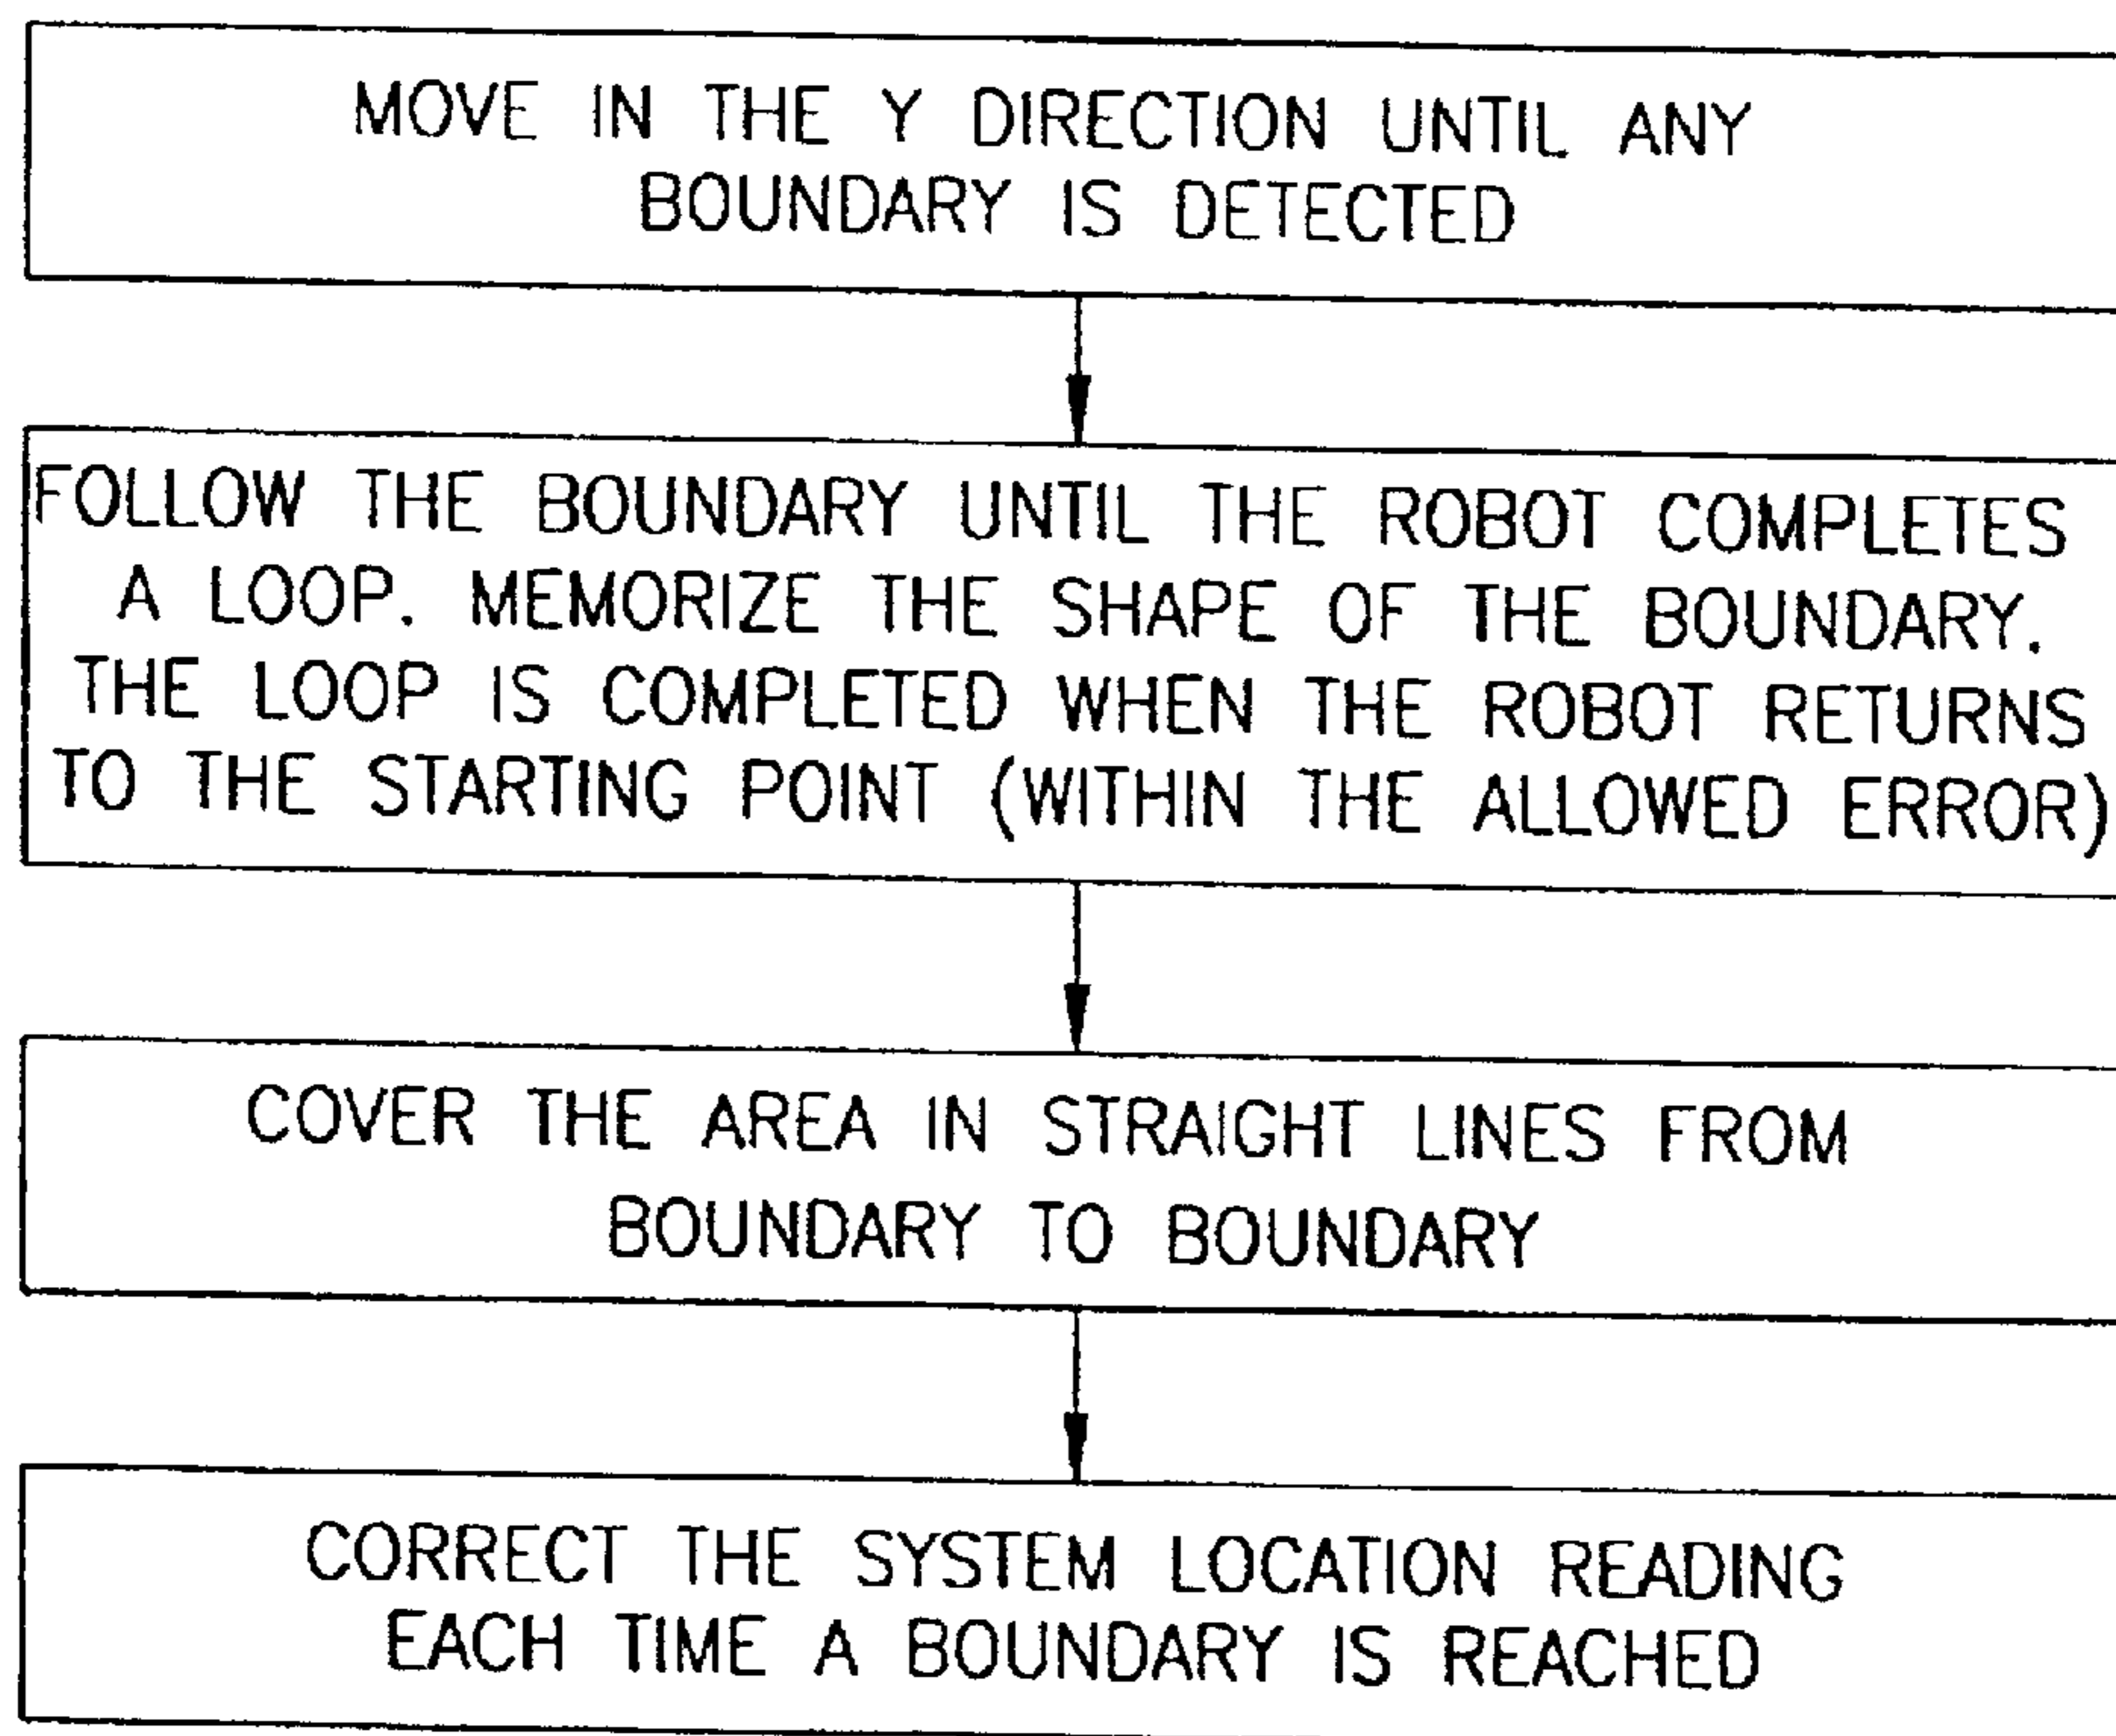 MOVE IN THE Y DIRECTION UNTIL ANY
BOUNDARY IS DETECTED
FOLLOW THE BOUNDARY UNTIL THE ROBOT COMPLETES
A LOOP. MEMORIZE THE SHAPE OF THE BOUNDARY.
THE LOOP IS COMPLETED WHEN THE ROBOT RETURNS
TO THE STARTING POINT (WITHIN THE ALLOWED ERROR)
COVER THE AREA IN STRAIGHT LINES FROM
BOUNDARY TO BOUNDARY
CORRECT THE SYSTEM LOCATION READING
EACH TIME A BOUNDARY IS REACHED